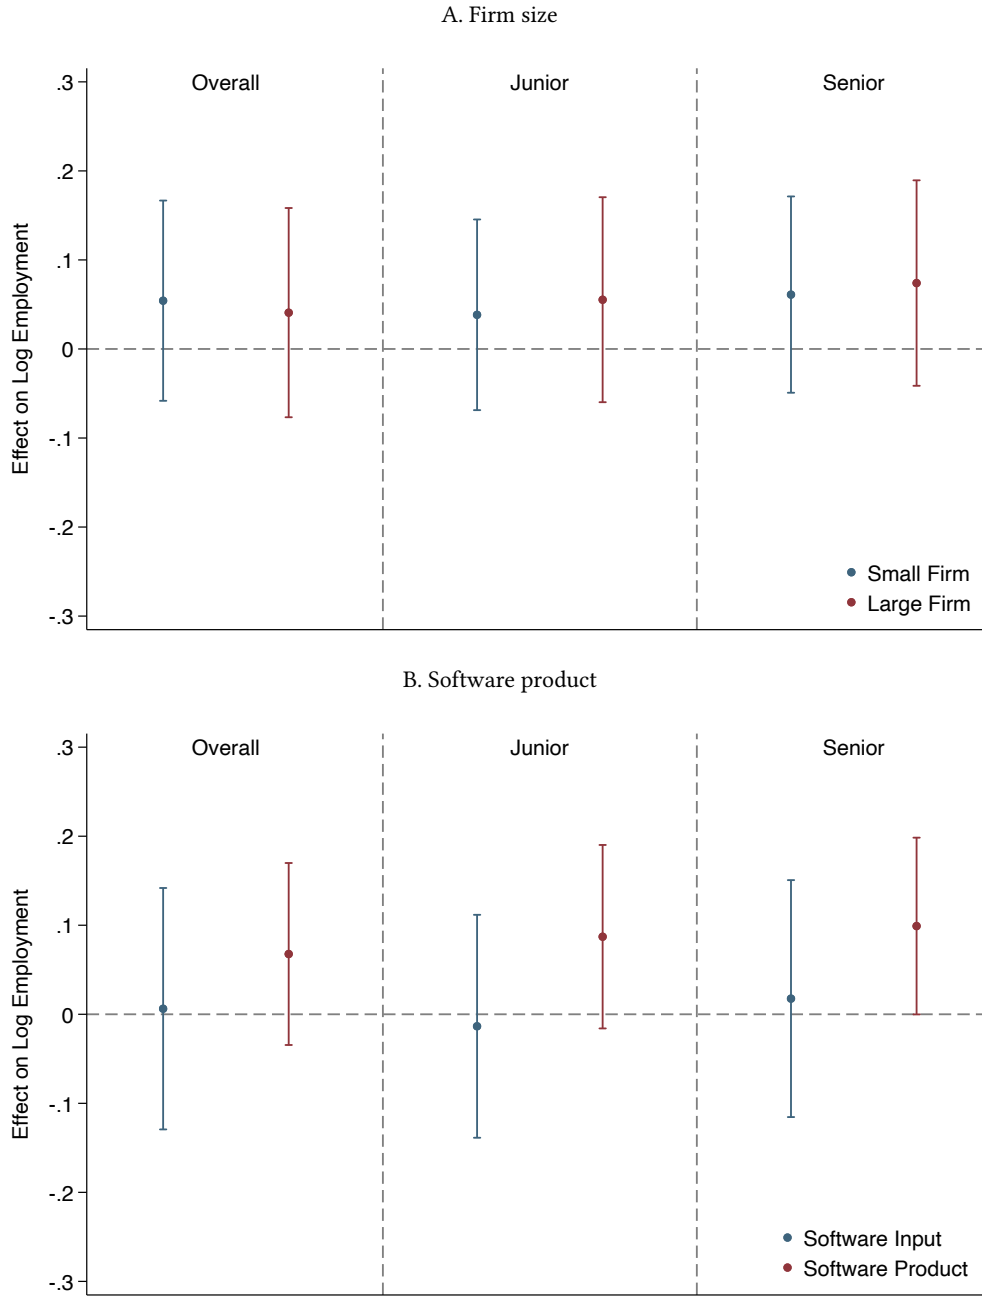 A. Firm size
Overall
Junior
Senior
.3
.2
.1
0
-.1
-.2
-.3
Effect on Log Employment
Small Firm
Large Firm
B. Software product
Overall
Junior
Senior
.3
.2
.1
0
-.1
-.2
-.3
Effect on Log Employment
Software Input
Software Product